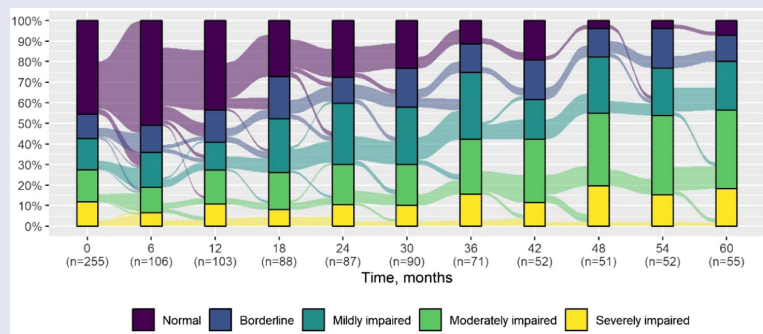 100%
90%
80%
70%
60%
50%
40%
30%
20%
10%
0%
0 6 12 18 24 30 36 42 48 54 60
(n=255) (n=106) (n=103) (n=88) (n=87) (n=90) (n=71) (n=52) (n=51) (n=52) (n=55)
Time, months
Normal Borderline Mildly impaired Moderately impaired Severely impaired